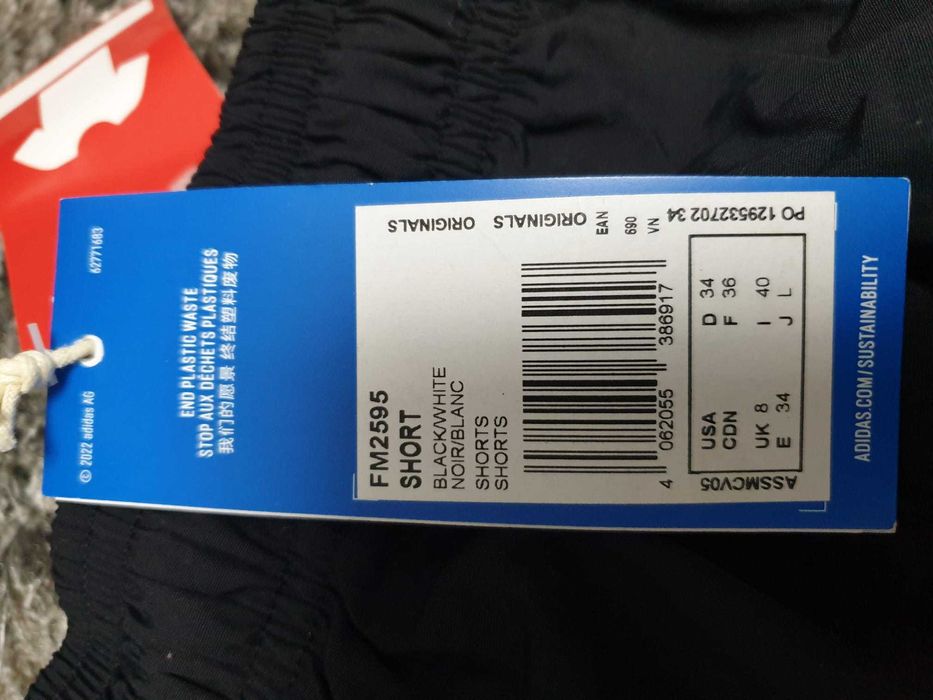 © 2022 adidas AG
62771603
END PLASTIC WASTE
STOP AUX DÉCHETS PLASTIQUES
我们的愿景 终结塑料废物
FM2595
SHORT
BLACK/WHITE
NOIR/BLANC
SHORTS
SHORTS
ORIGINALS
ORIGINALS
ORIGINALS
EAN
690
VN
4 062055 386917
USA D 34
CDN F 36
UK 8 I 40
E 34 J L
PO 129532702 34
ASSMCV05
ADIDAS.COM/SUSTAINABILITY